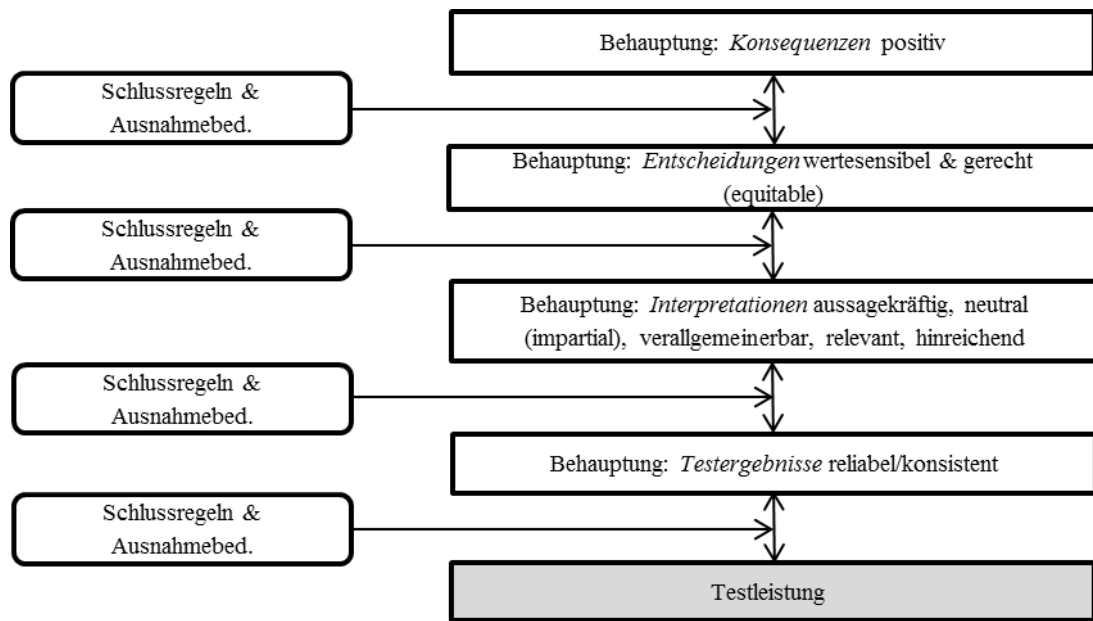 Behauptung: Konsequenzen positiv
Schlussregeln &
Ausnahmebed.
Behauptung: Entscheidungen wertesensibel & gerecht
(equitable)
Schlussregeln &
Ausnahmebed.
Behauptung: Interpretationen aussagekräftig, neutral
(impartial), verallgemeinerbar, relevant, hinreichend
Schlussregeln &
Ausnahmebed.
Behauptung: Testergebnisse reliabel/konsistent
Schlussregeln &
Ausnahmebed.
Testleistung